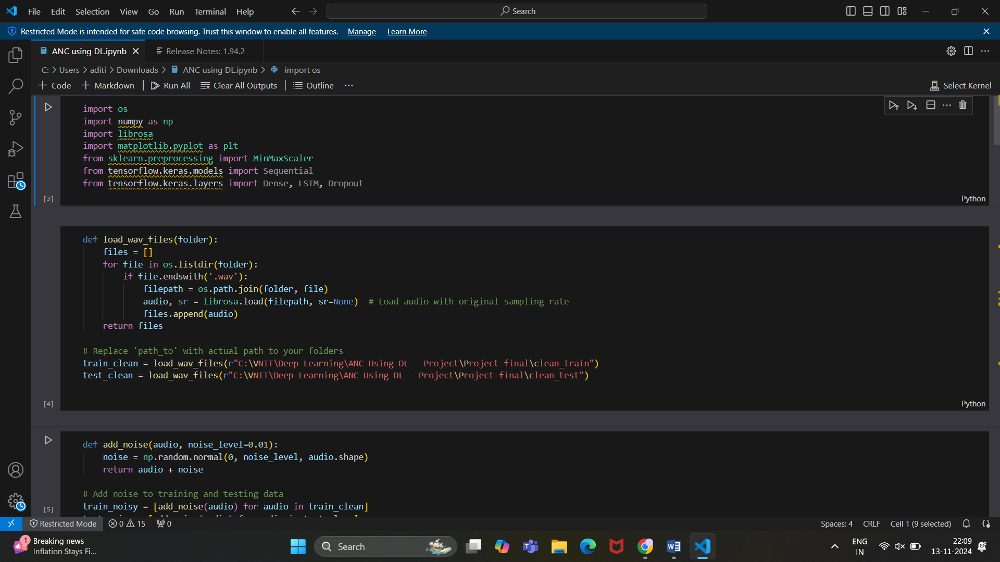 File Edit Selection View Go Run Terminal Help
Search
Restricted Mode is intended for safe code browsing. Trust this window to enable all features. Manage Learn More
ANC using DL.ipynb
Release Notes: 1.94.2
C: > Users > aditi > Downloads > ANC using DL.ipynb > import os
+ Code + Markdown Run All Clear All Outputs Outline ...
Select Kernel
import os
import numpy as np
import librosa
import matplotlib.pyplot as plt
from sklearn.preprocessing import MinMaxScaler
from tensorflow.keras.models import Sequential
from tensorflow.keras.layers import Dense, LSTM, Dropout
[3]
Python
def load_wav_files(folder):
    files = []
    for file in os.listdir(folder):
        if file.endswith('.wav'):
            filepath = os.path.join(folder, file)
            audio, sr = librosa.load(filepath, sr=None)  # Load audio with original sampling rate
            files.append(audio)
    return files
# Replace 'path_to' with actual path to your folders
train_clean = load_wav_files(r"C:\VNIT\Deep Learning\ANC Using DL - Project\Project-final\clean_train")
test_clean = load_wav_files(r"C:\VNIT\Deep Learning\ANC Using DL - Project\Project-final\clean_test")
[4]
Python
def add_noise(audio, noise_level=0.01):
    noise = np.random.normal(0, noise_level, audio.shape)
    return audio + noise
# Add noise to training and testing data
train_noisy = [add_noise(audio) for audio in train_clean]
[5]
Restricted Mode 0 15 0
Spaces: 4 CRLF Cell 1 (9 selected)
1
Breaking news
Inflation Stays Fi...
Search
ENG
IN
22:09
13-11-2024